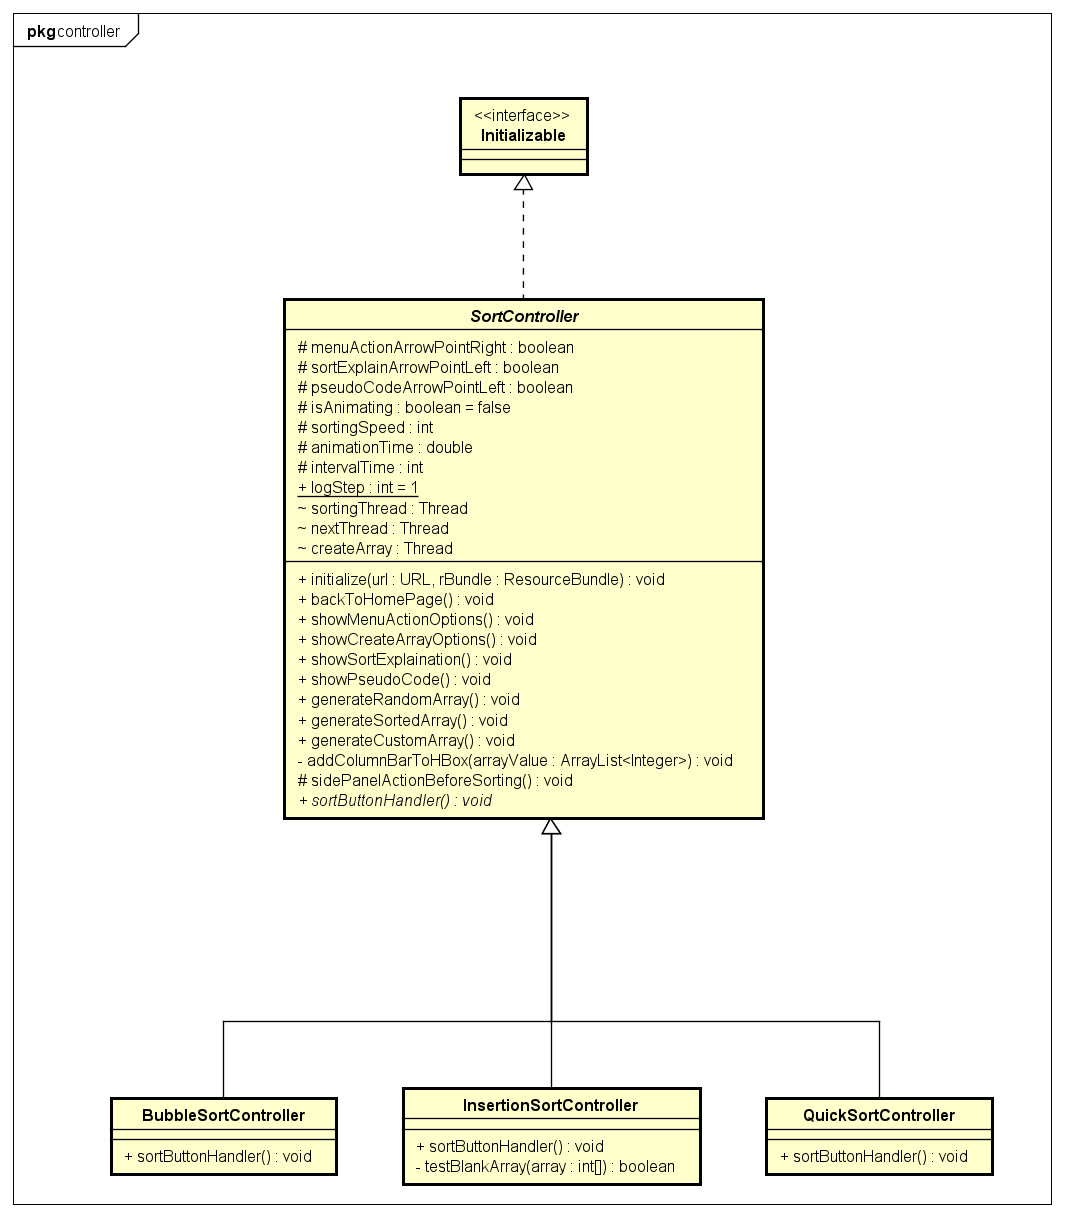 pkg controller
<<interface>>
Initializable
SortController
# menuActionArrowPointRight : boolean
# sortExplainArrowPointLeft : boolean
# pseudoCodeArrowPointLeft : boolean
# isAnimating : boolean = false
# sortingSpeed : int
# animationTime : double
# intervalTime : int
+ logStep : int = 1
~ sortingThread : Thread
~ nextThread : Thread
~ createArray : Thread
+ initialize(url : URL, rBundle : ResourceBundle) : void
+ backToHomePage() : void
+ showMenuActionOptions() : void
+ showCreateArrayOptions() : void
+ showSortExplaination() : void
+ showPseudoCode() : void
+ generateRandomArray() : void
+ generateSortedArray() : void
+ generateCustomArray() : void
- addColumnBarToHBox(arrayValue : ArrayList<Integer>) : void
# sidePanelActionBeforeSorting() : void
+ sortButtonHandler() : void
BubbleSortController
+ sortButtonHandler() : void
InsertionSortController
+ sortButtonHandler() : void
- testBlankArray(array : int[]) : boolean
QuickSortController
+ sortButtonHandler() : void